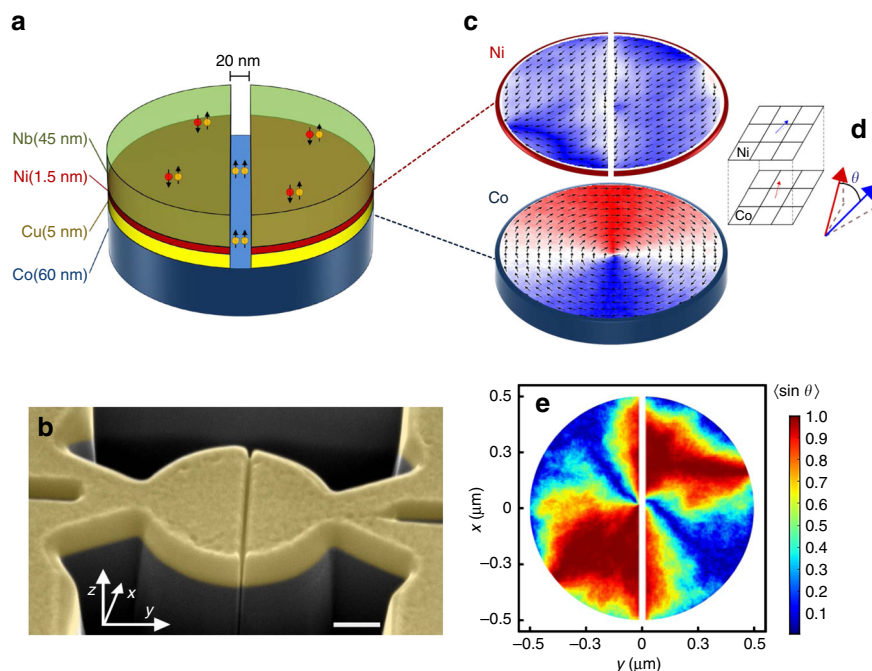 a
20 nm
Nb(45 nm)
Ni(1.5 nm)
Cu(5 nm)
Co(60 nm)
c
Ni
Co
Ni
Co
d
θ
b
z
x
y
e
⟨sin θ⟩
0.5
0.3
0
−0.3
−0.5
x (μm)
−0.5
−0.3
0
0.3
0.5
y (μm)
1.0
0.9
0.8
0.7
0.6
0.5
0.4
0.3
0.2
0.1